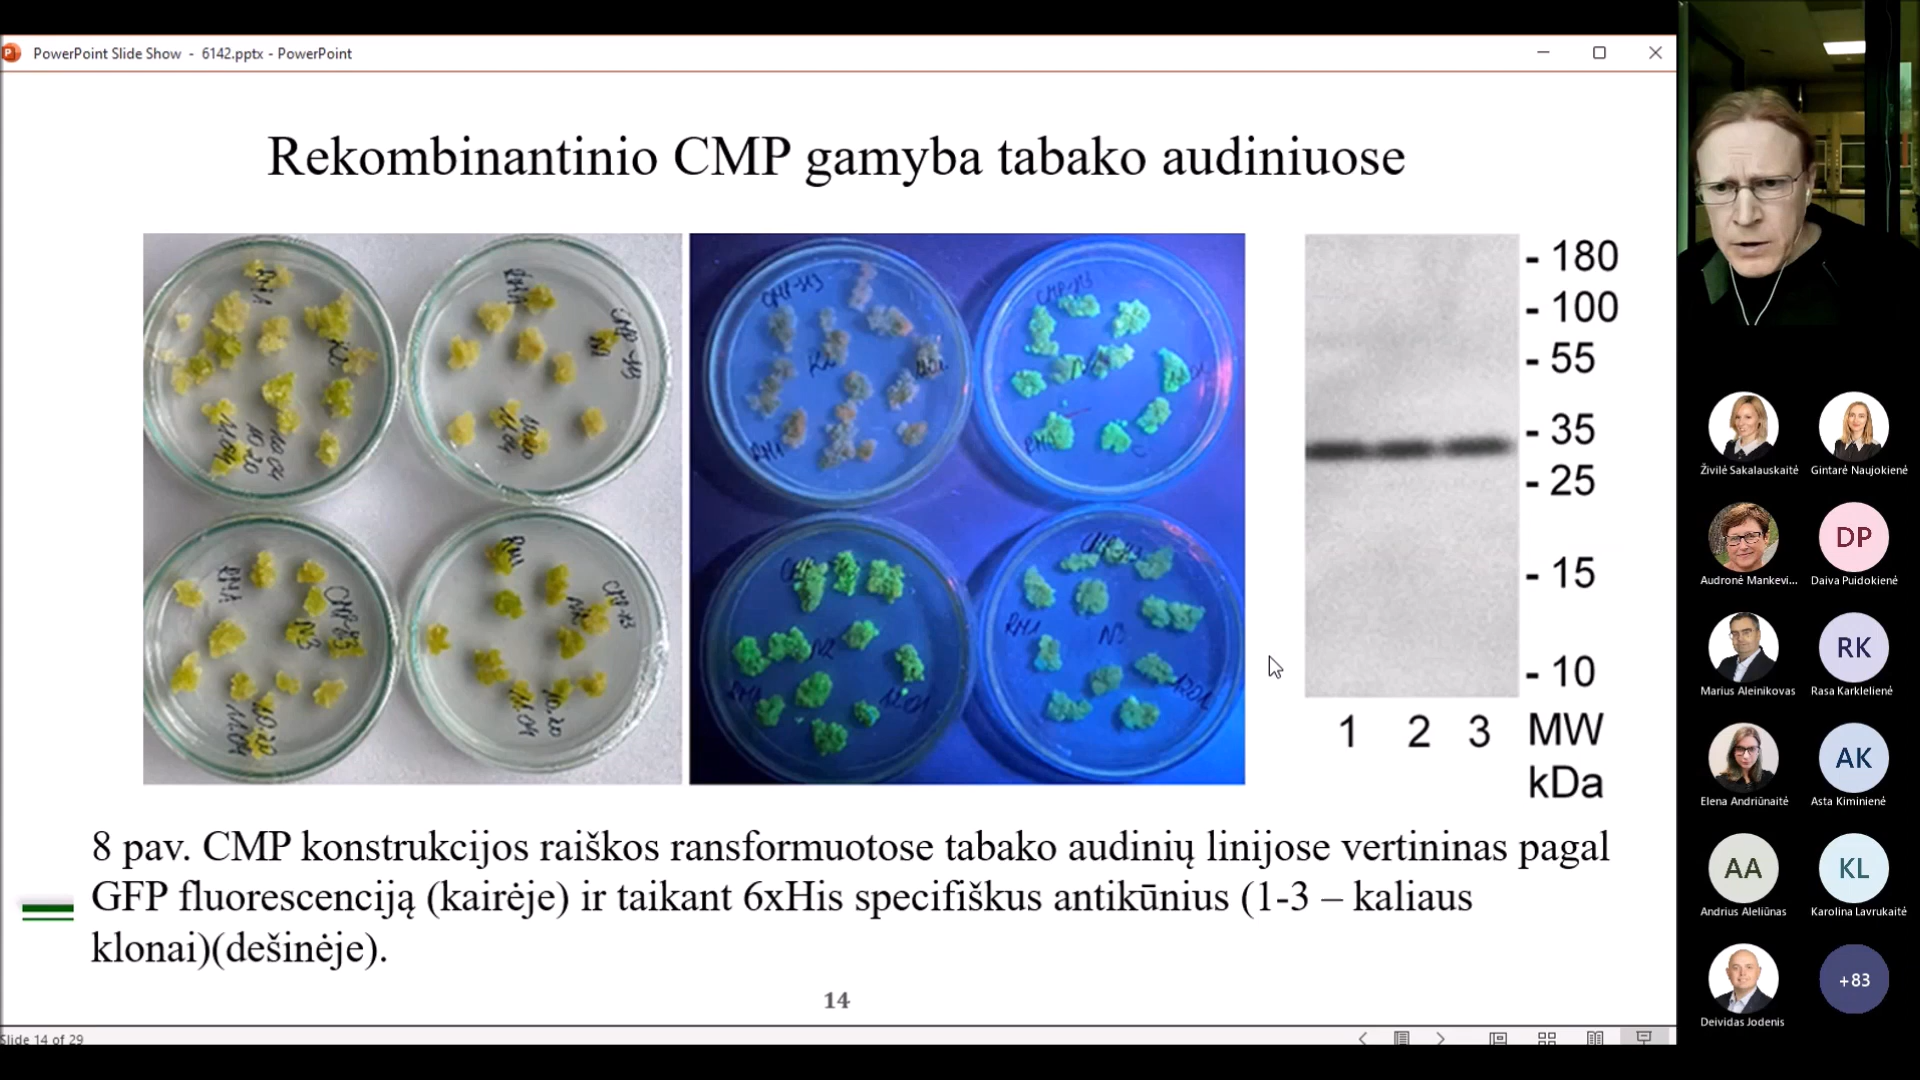 PowerPoint Slide Show - 6142.pptx - PowerPoint
Rekombinantinio CMP gamyba tabako audiniuose
- 180
- 100
- 55
- 35
- 25
- 15
- 10
1 2 3 MW
kDa
8 pav. CMP konstrukcijos raiškos ransformuotose tabako audinių linijose vertininas pagal
GFP fluorescenciją (kairėje) ir taikant 6xHis specifiškus antikūnius (1-3 – kaliaus
klonai)(dešinėje).
14
Slide 14 of 29
Živilė Sakalauskaitė
Gintarė Naujokienė
Audronė Mankevi...
DP
Daiva Puidokienė
Marius Aleinikovas
RK
Rasa Karklelienė
Elena Andriūnaitė
AK
Asta Kiminienė
AA
Andrius Aleliūnas
KL
Karolina Lavrukaitė
Deividas Jodenis
+83